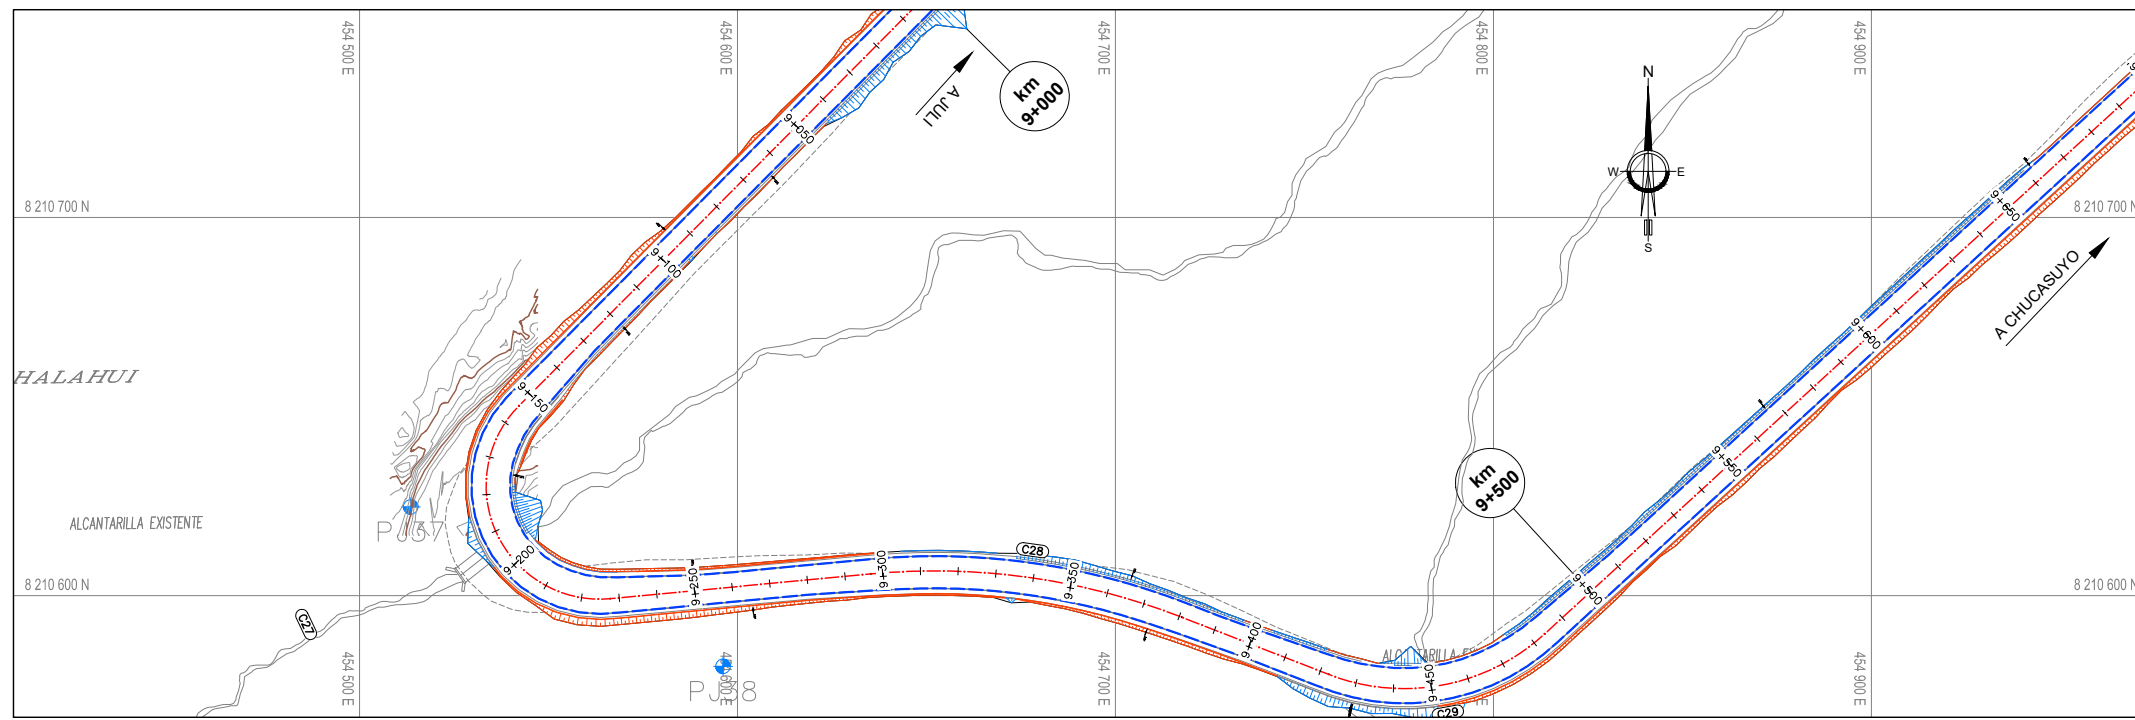 454 500 E
454 600 E
454 700 E
454 800 E
454 900 E
km
9+000
A JULI
9+050
N
W
E
S
8 210 700 N
8 210 700 N
9+100
9+650
A CHUCASUYO
9+600
HALAHUI
9+150
9+550
km
9+500
PJ37
ALCANTARILLA EXISTENTE
9+200
9+250
9+300
C28
9+350
9+500
8 210 600 N
8 210 600 N
C27
9+400
9+450
454 500 E
454 700 E
454 900 E
PJ38
C29